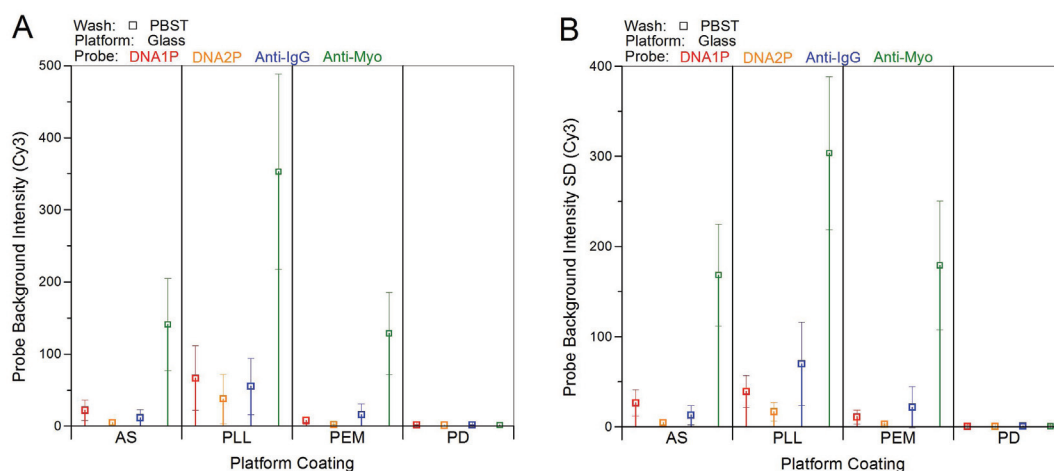 A
Wash: PBST
Platform: Glass
Probe: DNA1P DNA2P Anti-IgG Anti-Myo
500
400
300
200
100
0
Probe Background Intensity (Cy3)
AS PLL PEM PD
Platform Coating
B
Wash: PBST
Platform: Glass
Probe: DNA1P DNA2P Anti-IgG Anti-Myo
400
300
200
100
0
Probe Background Intensity SD (Cy3)
AS PLL PEM PD
Platform Coating